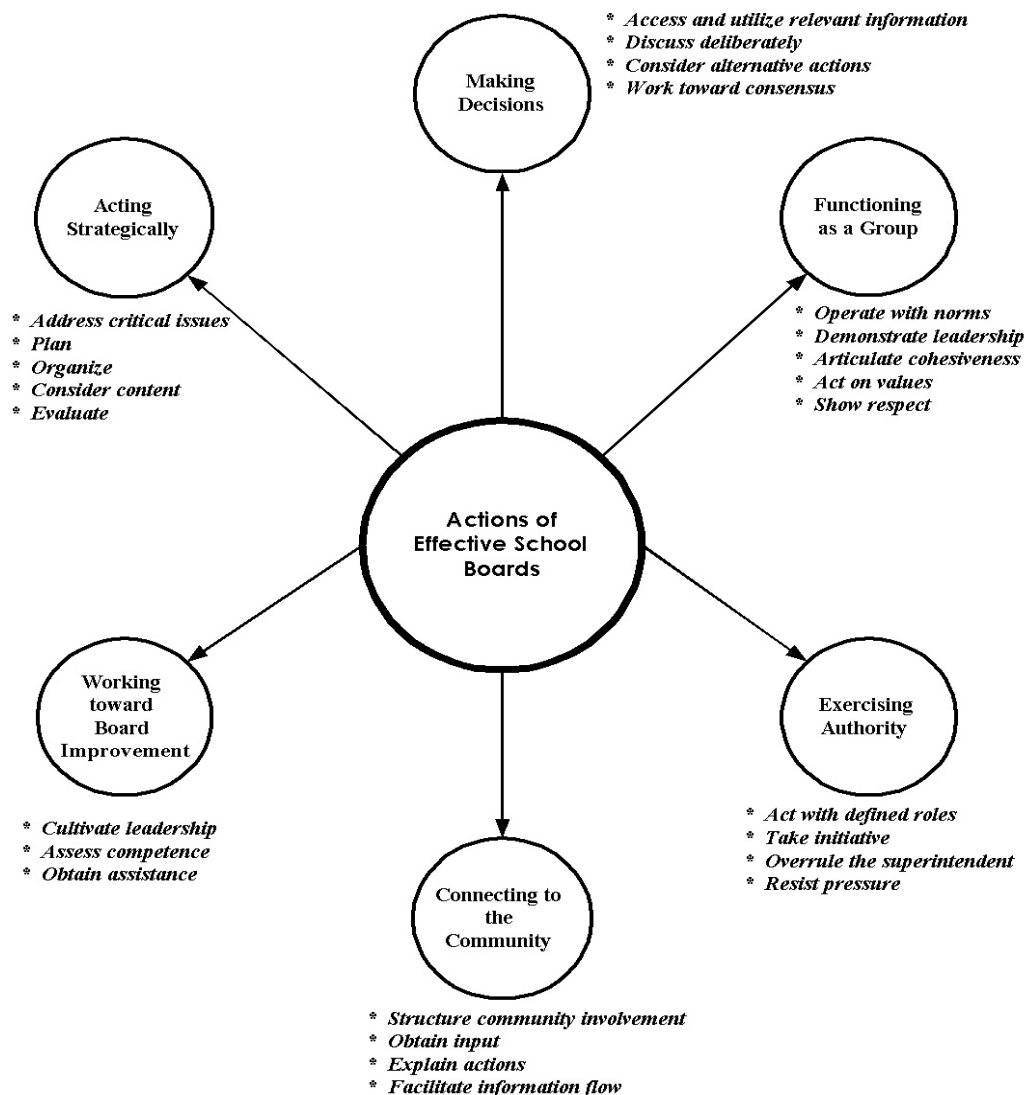 Making
Decisions
* Access and utilize relevant information
* Discuss deliberately
* Consider alternative actions
* Work toward consensus
Acting
Strategically
* Address critical issues
* Plan
* Organize
* Consider content
* Evaluate
Functioning
as a Group
* Operate with norms
* Demonstrate leadership
* Articulate cohesiveness
* Act on values
* Show respect
Actions of
Effective School
Boards
Working
toward
Board
Improvement
* Cultivate leadership
* Assess competence
* Obtain assistance
Exercising
Authority
* Act with defined roles
* Take initiative
* Overrule the superintendent
* Resist pressure
Connecting to
the
Community
* Structure community involvement
* Obtain input
* Explain actions
* Facilitate information flow